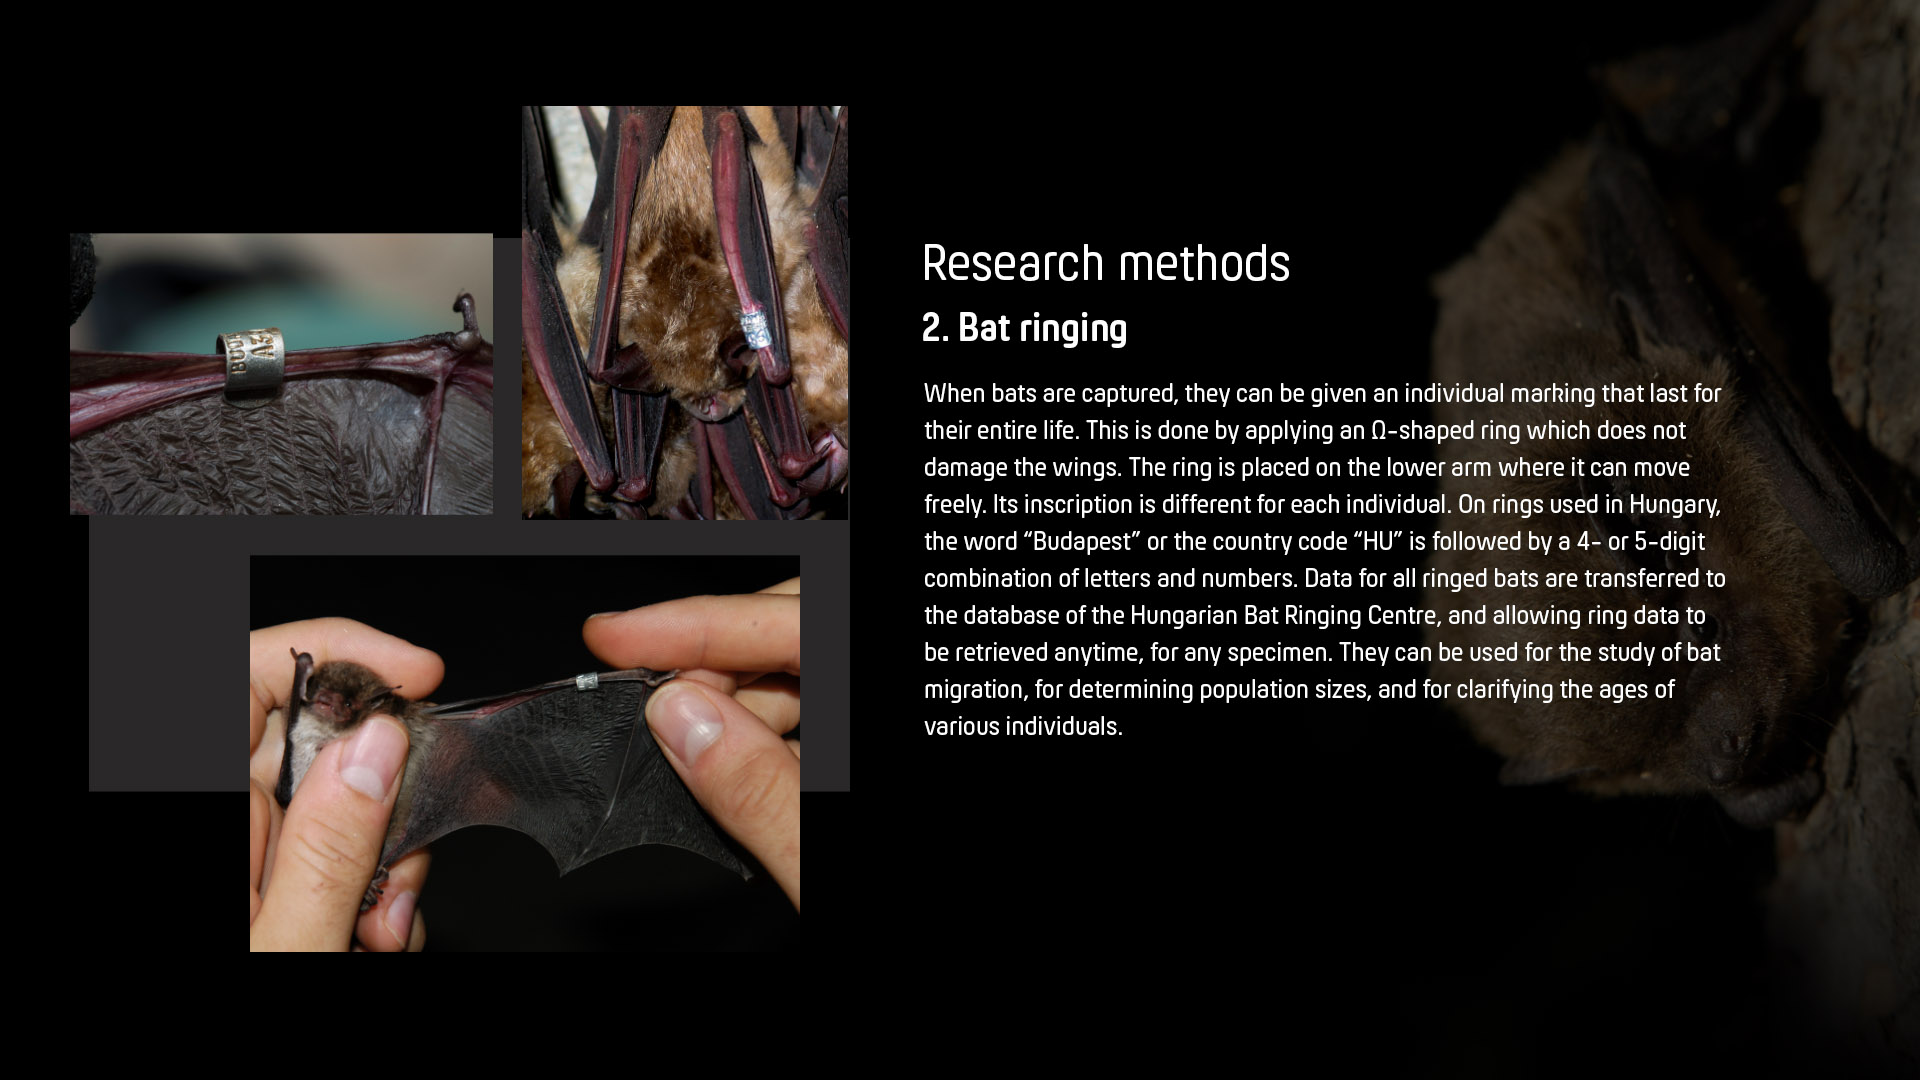 Research methods
2. Bat ringing
When bats are captured, they can be given an individual marking that last for
their entire life. This is done by applying an Ω-shaped ring which does not
damage the wings. The ring is placed on the lower arm where it can move
freely. Its inscription is different for each individual. On rings used in Hungary,
the word “Budapest” or the country code “HU” is followed by a 4- or 5-digit
combination of letters and numbers. Data for all ringed bats are transferred to
the database of the Hungarian Bat Ringing Centre, and allowing ring data to
be retrieved anytime, for any specimen. They can be used for the study of bat
migration, for determining population sizes, and for clarifying the ages of
various individuals.